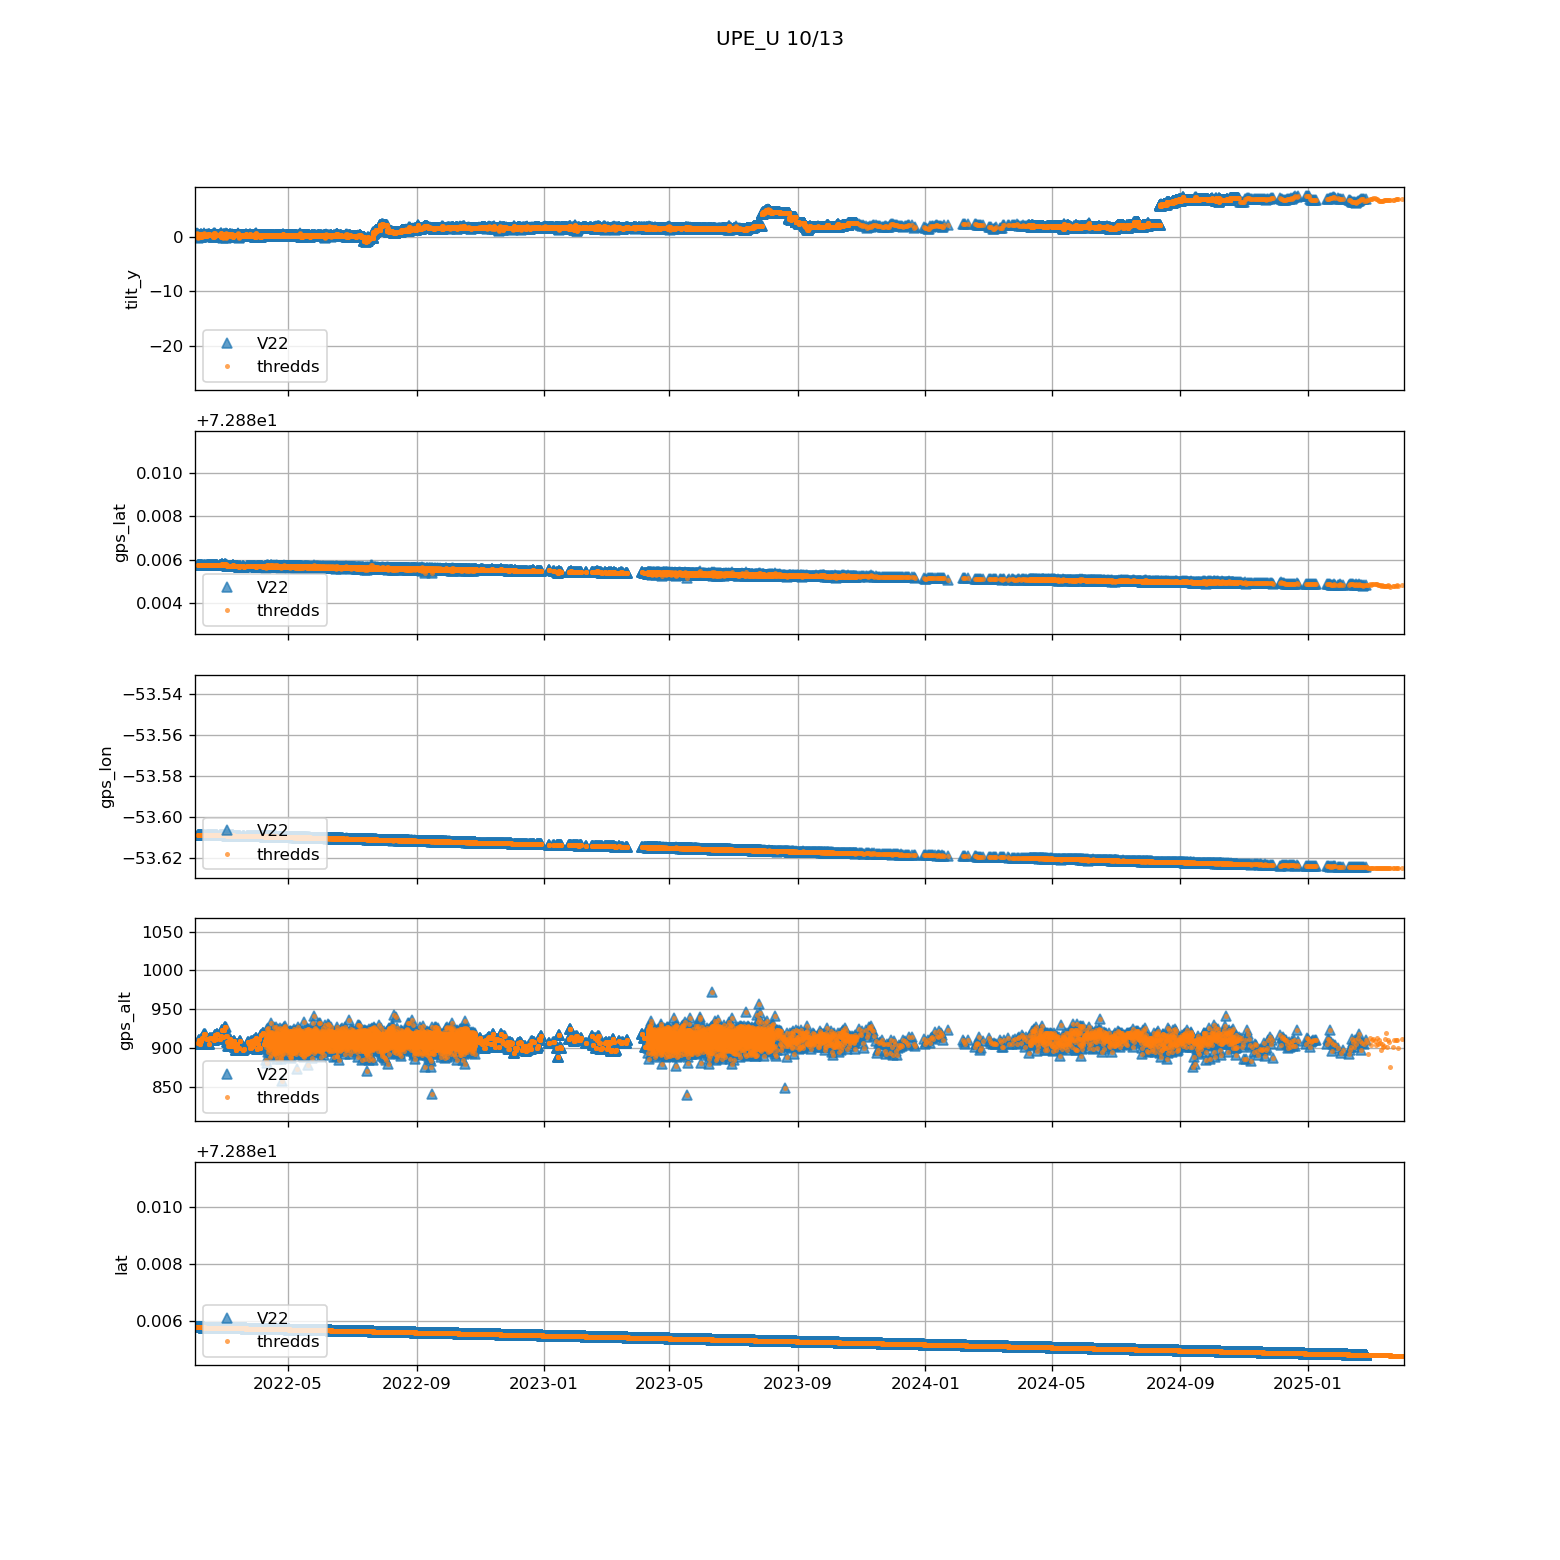 UPE_U 10/13
tilt_y
0
−10
−20
V22
thredds
+7.288e1
gps_lat
0.010
0.008
0.006
0.004
V22
thredds
gps_lon
−53.54
−53.56
−53.58
−53.60
−53.62
V22
thredds
gps_alt
1050
1000
950
900
850
V22
thredds
+7.288e1
lat
0.010
0.008
0.006
V22
thredds
2022-05 2022-09 2023-01 2023-05 2023-09 2024-01 2024-05 2024-09 2025-01